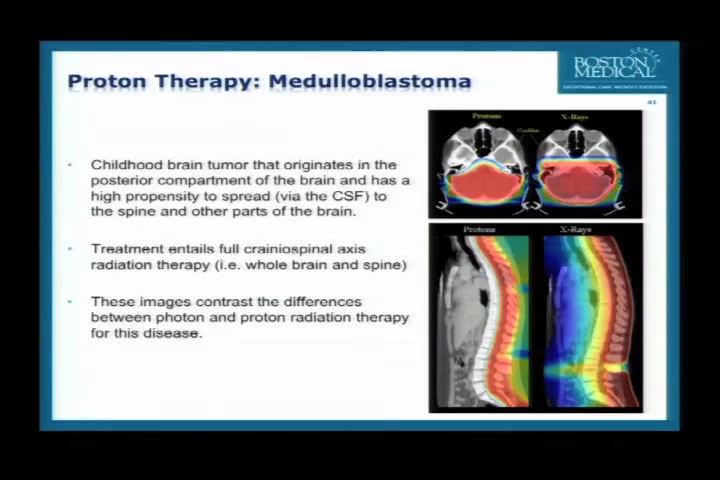 BOSTON
MEDICAL
CENTER
EXCEPTIONAL CARE. WITHOUT EXCEPTION.
Proton Therapy: Medulloblastoma
41
• Childhood brain tumor that originates in the
posterior compartment of the brain and has a
high propensity to spread (via the CSF) to
the spine and other parts of the brain.
• Treatment entails full crainiospinal axis
radiation therapy (i.e. whole brain and spine)
• These images contrast the differences
between photon and proton radiation therapy
for this disease.
Protons
X-Rays
Cochlea
Protons
X-Rays